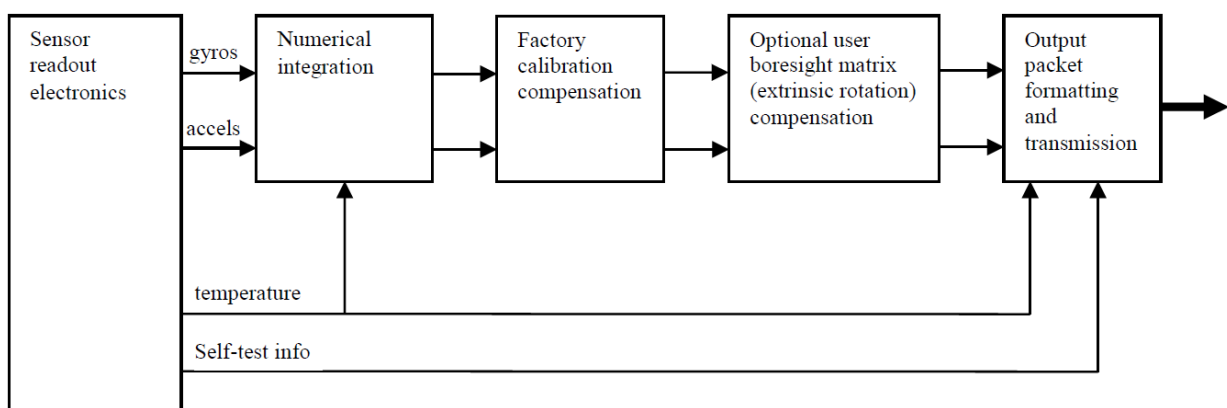 Sensor
readout
electronics
gyros
accels
temperature
Self-test info
Numerical
integration
Factory
calibration
compensation
Optional user
boresight matrix
(extrinsic rotation)
compensation
Output
packet
formatting
and
transmission